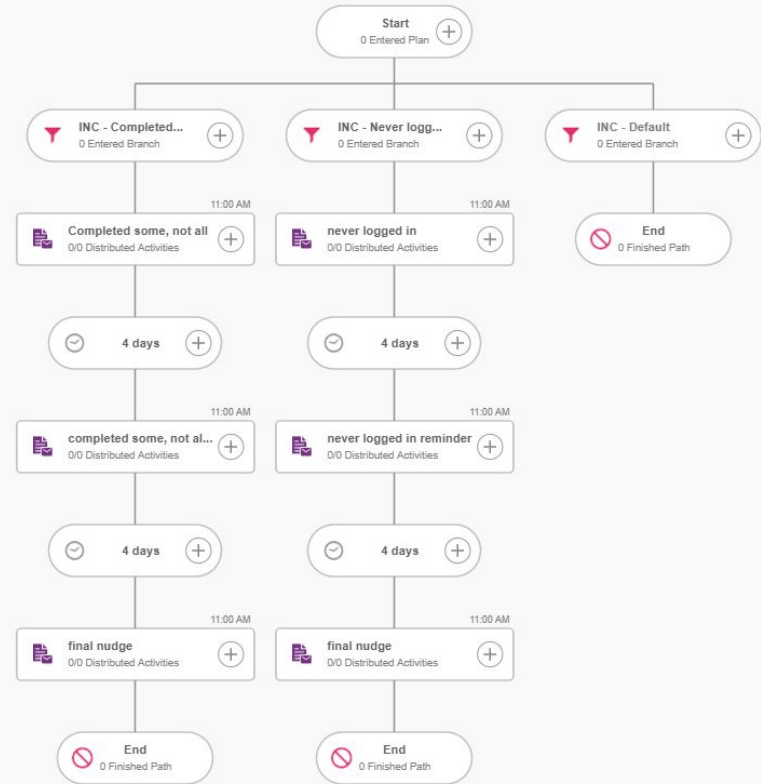 Start
0 Entered Plan
INC - Completed...
0 Entered Branch
INC - Never logg...
0 Entered Branch
INC - Default
0 Entered Branch
11:00 AM
Completed some, not all
0/0 Distributed Activities
11:00 AM
never logged in
0/0 Distributed Activities
End
0 Finished Path
4 days
4 days
11:00 AM
completed some, not al...
0/0 Distributed Activities
11:00 AM
never logged in reminder
0/0 Distributed Activities
4 days
4 days
11:00 AM
final nudge
0/0 Distributed Activities
11:00 AM
final nudge
0/0 Distributed Activities
End
0 Finished Path
End
0 Finished Path